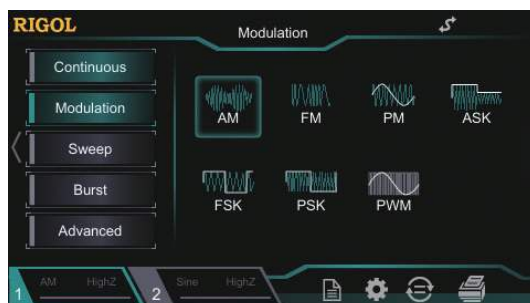 RIGOL
Modulation
Continuous
Modulation
Sweep
Burst
Advanced
AM
FM
PM
ASK
FSK
PSK
PWM
1 AM HighZ
2 Sine HighZ